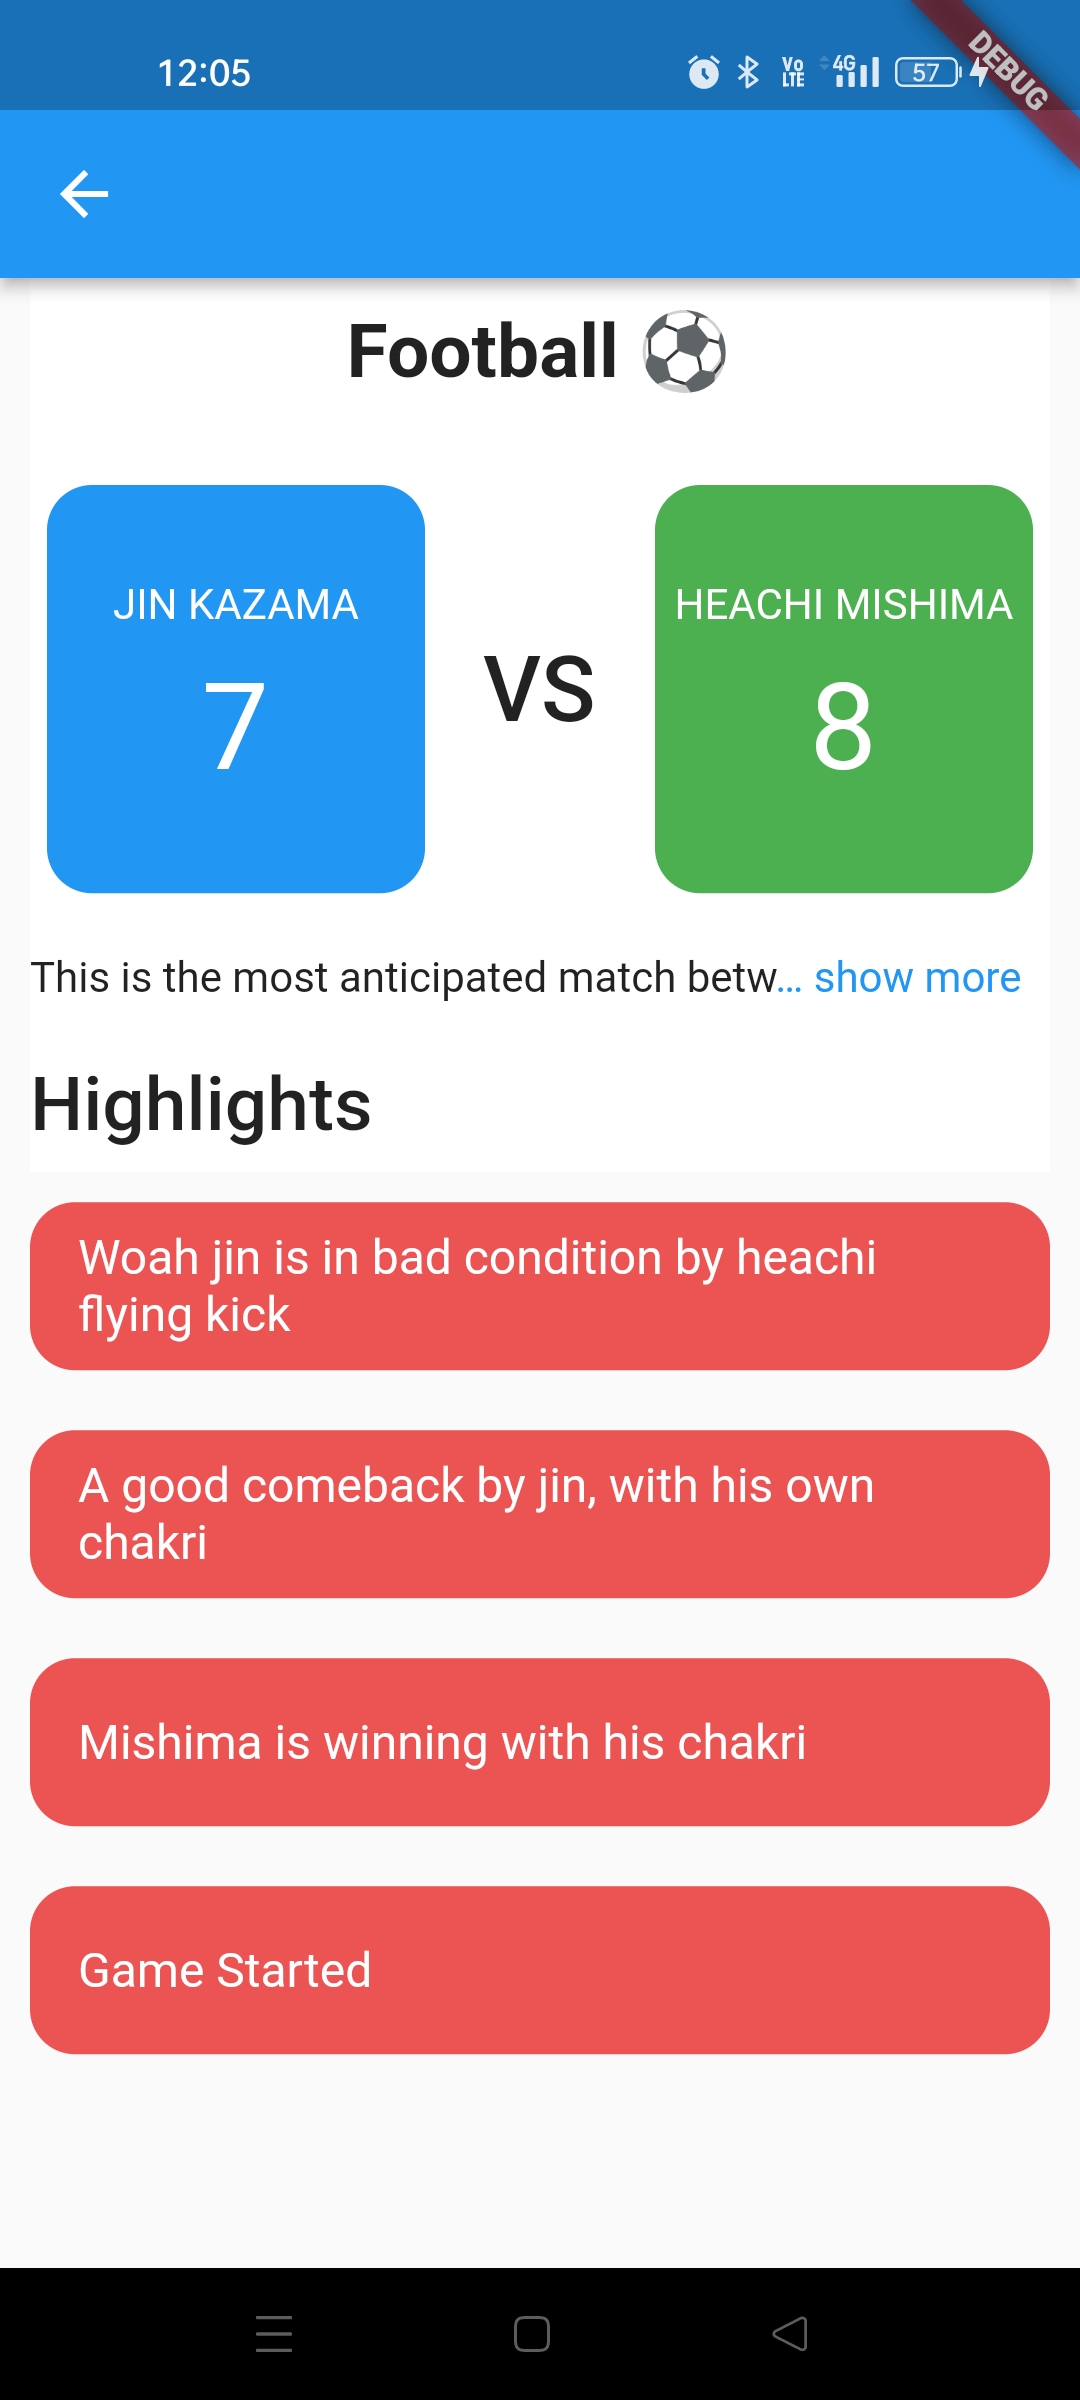 12:05
Vo
LTE
4G
57
DEBUG
Football ⚽
JIN KAZAMA
7
VS
HEACHI MISHIMA
8
This is the most anticipated match betw... show more
Highlights
Woah jin is in bad condition by heachi
flying kick
A good comeback by jin, with his own
chakri
Mishima is winning with his chakri
Game Started